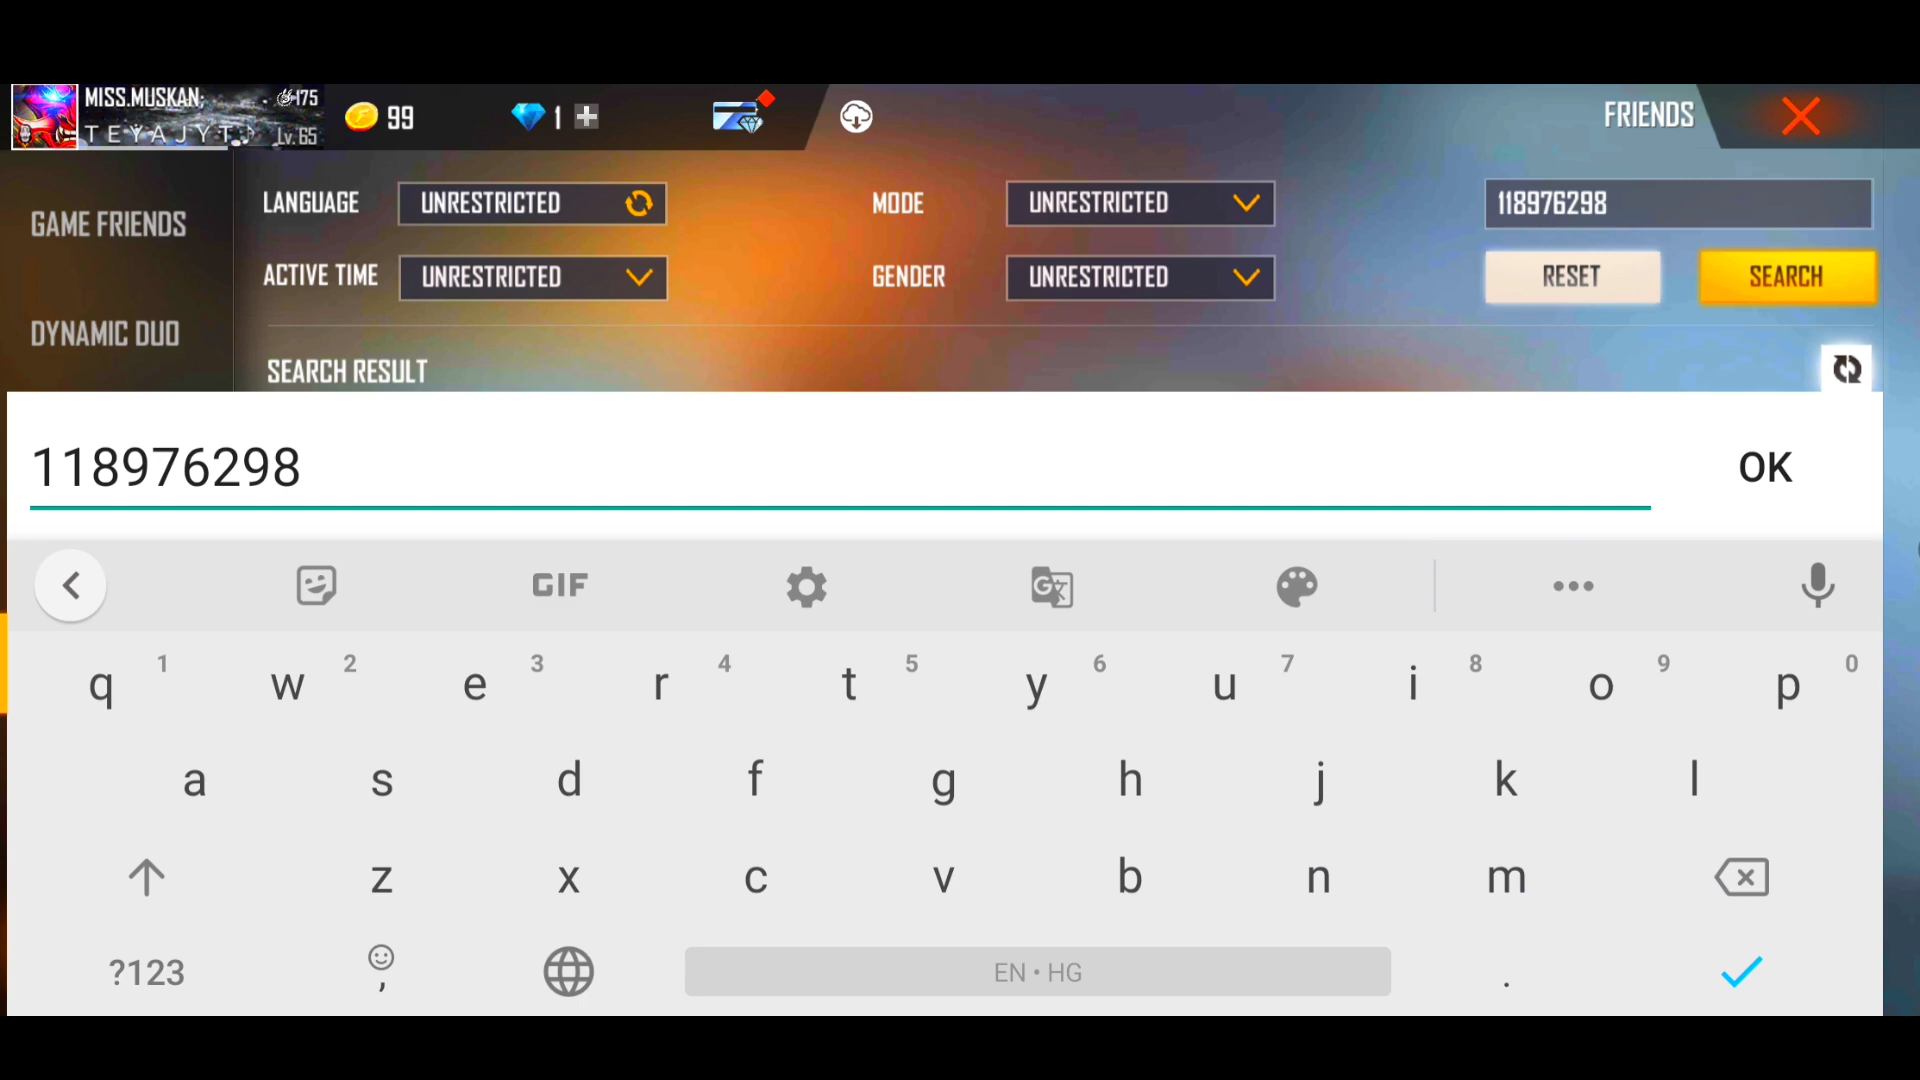 MISS.MUSKAN;
175
TEYAJYT
Lv. 65
99
1
FRIENDS
GAME FRIENDS
DYNAMIC DUO
LANGUAGE UNRESTRICTED
MODE UNRESTRICTED
118976298
ACTIVE TIME UNRESTRICTED
GENDER UNRESTRICTED
RESET
SEARCH
SEARCH RESULT
118976298
OK
GIF
G
q 1 w 2 e 3 r 4 t 5 y 6 u 7 i 8 o 9 p 0
a s d f g h j k l
z x c v b n m
?123 , EN • HG .